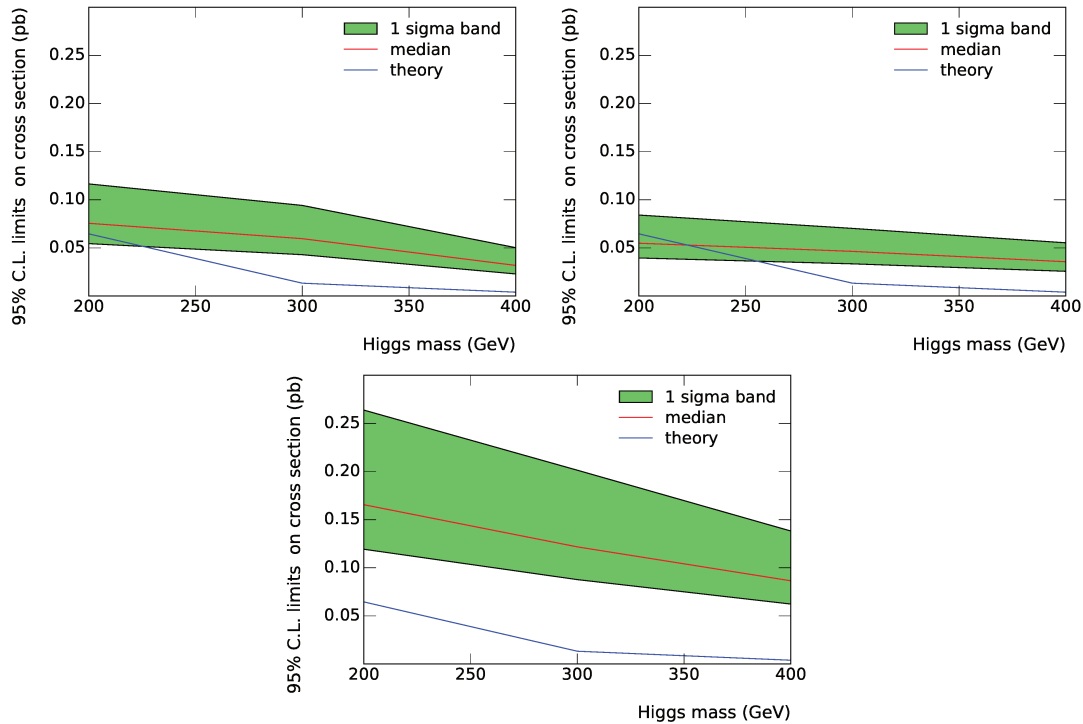 95% C.L. limits  on cross section (pb)
0.25
0.20
0.15
0.10
0.05
200 250 300 350 400
Higgs mass (GeV)
1 sigma band
median
theory
95% C.L. limits  on cross section (pb)
0.25
0.20
0.15
0.10
0.05
200 250 300 350 400
Higgs mass (GeV)
1 sigma band
median
theory
95% C.L. limits  on cross section (pb)
0.25
0.20
0.15
0.10
0.05
200 250 300 350 400
Higgs mass (GeV)
1 sigma band
median
theory